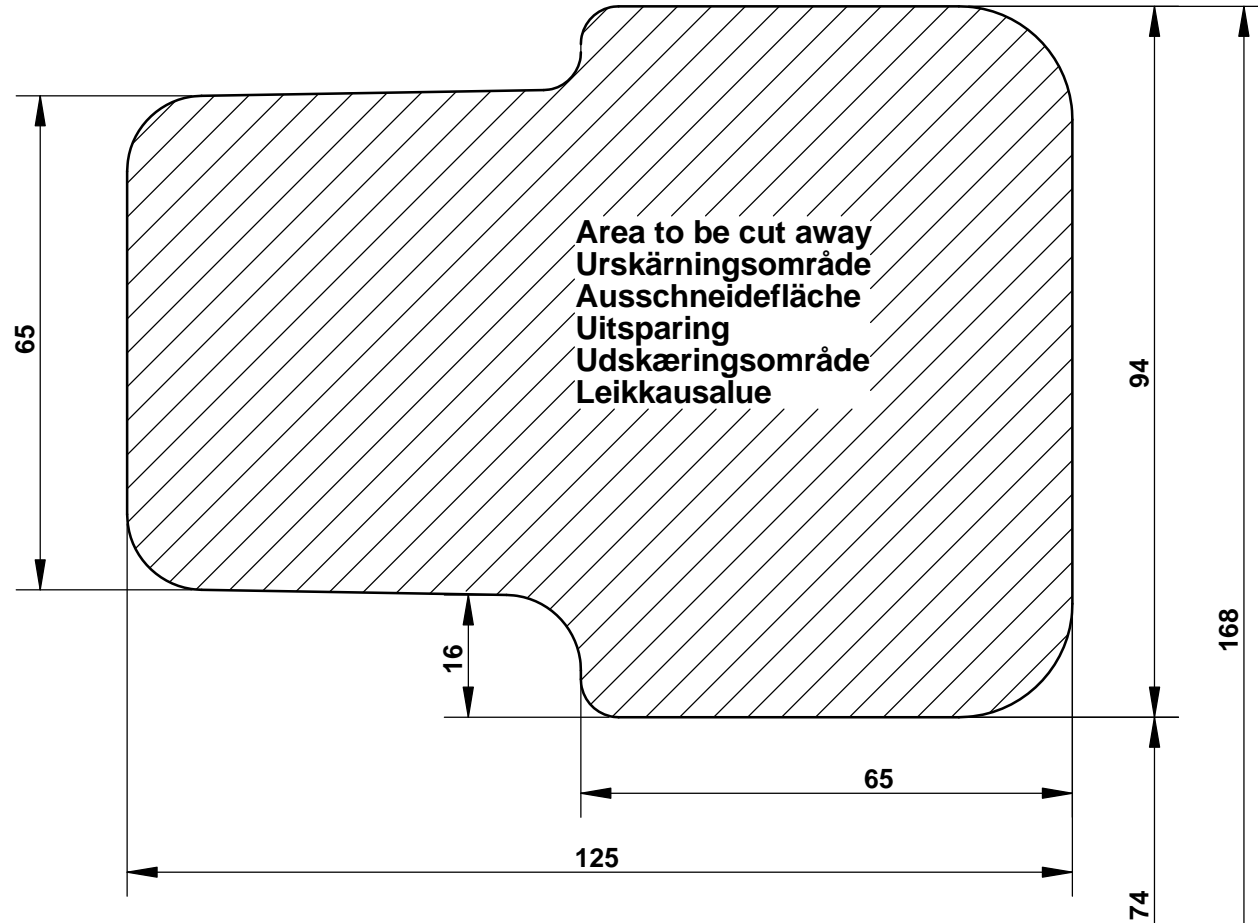 Area to be cut away
Urskärningsområde
Ausschneidefläche
Uitsparing
Udskæringsområde
Leikkausalue
65
94
168
16
65
125
74